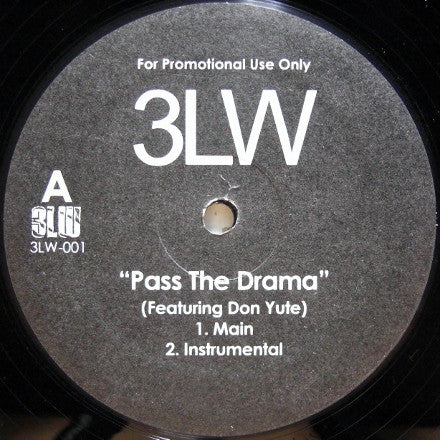 For Promotional Use Only
3LW
A
3LW
3LW-001
“Pass The Drama”
(Featuring Don Yute)
1. Main
2. Instrumental